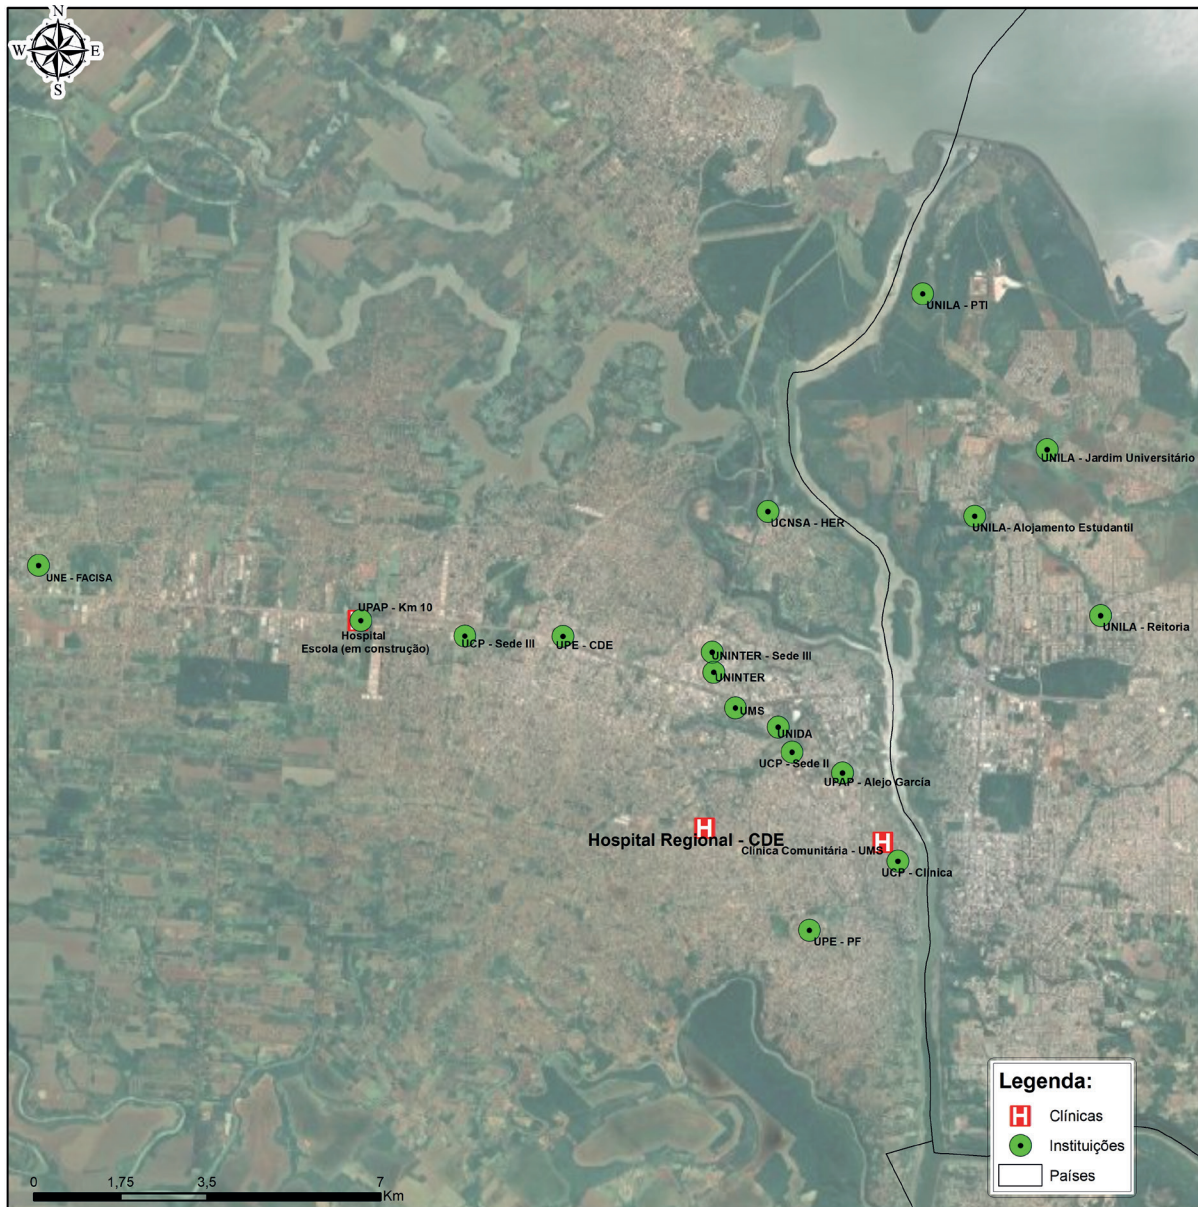 N
W E
S
UNILA - PTI
UNILA - Jardim Universitário
UCNSA - HER
UNILA- Alojamento Estudantil
UNE - FACISA
UPAP - Km 10
Hospital
Escola (em construção)
UCP - Sede III
UPE - CDE
UNILA - Reitoria
UNINTER - Sede III
UNINTER
UMS
UNIDA
UCP - Sede II
UPAP - Alejo García
H
Hospital Regional - CDE
H
Clínica Comunitária - UMS
UCP - Clínica
UPE - PF
Legenda:
H Clínicas
Instituições
Países
0 1,75 3,5 7
Km